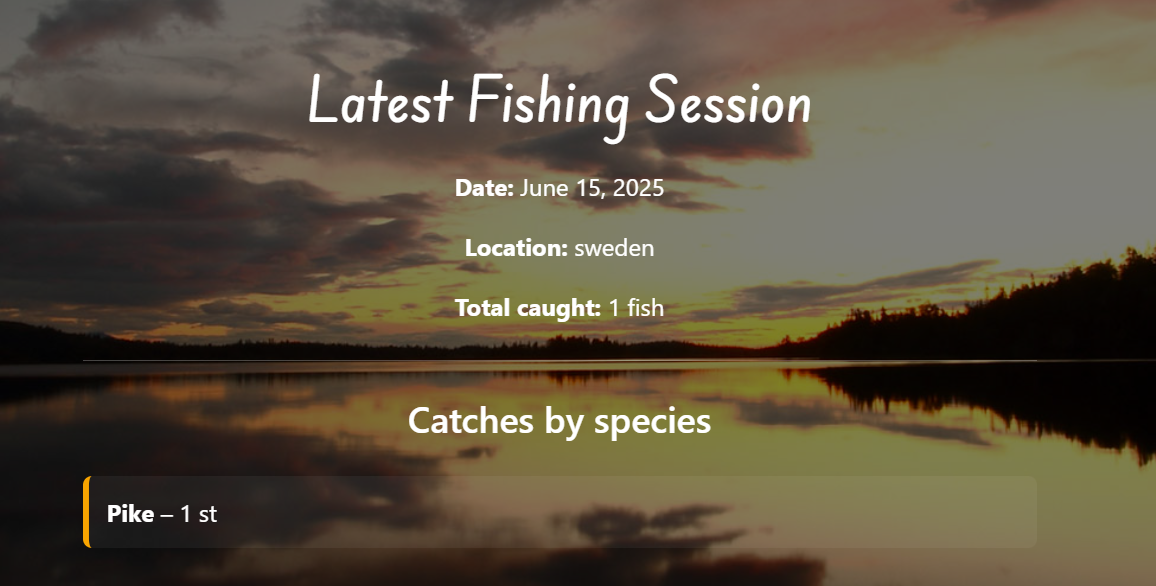 Latest Fishing Session
Date: June 15, 2025
Location: sweden
Total caught: 1 fish
Catches by species
Pike – 1 st